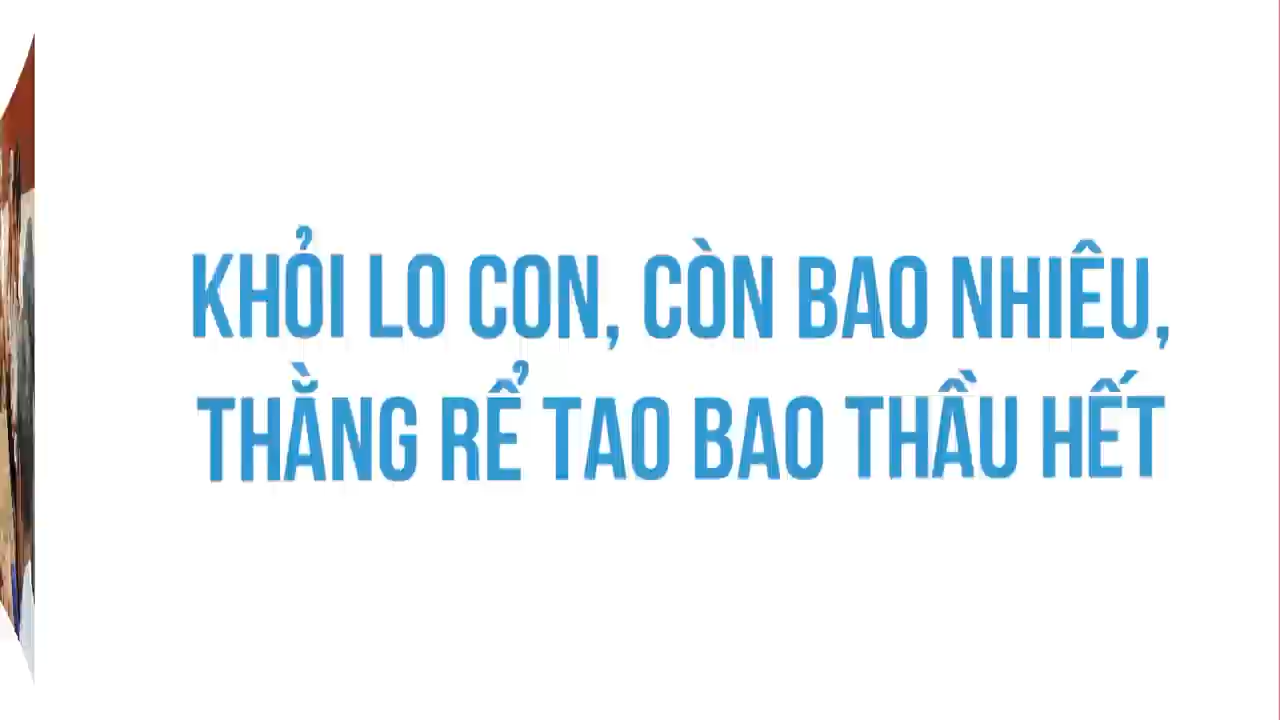 KHỎI LO CON, CÒN BAO NHIÊU,
THẰNG RỂ TAO BAO THẦU HẾT